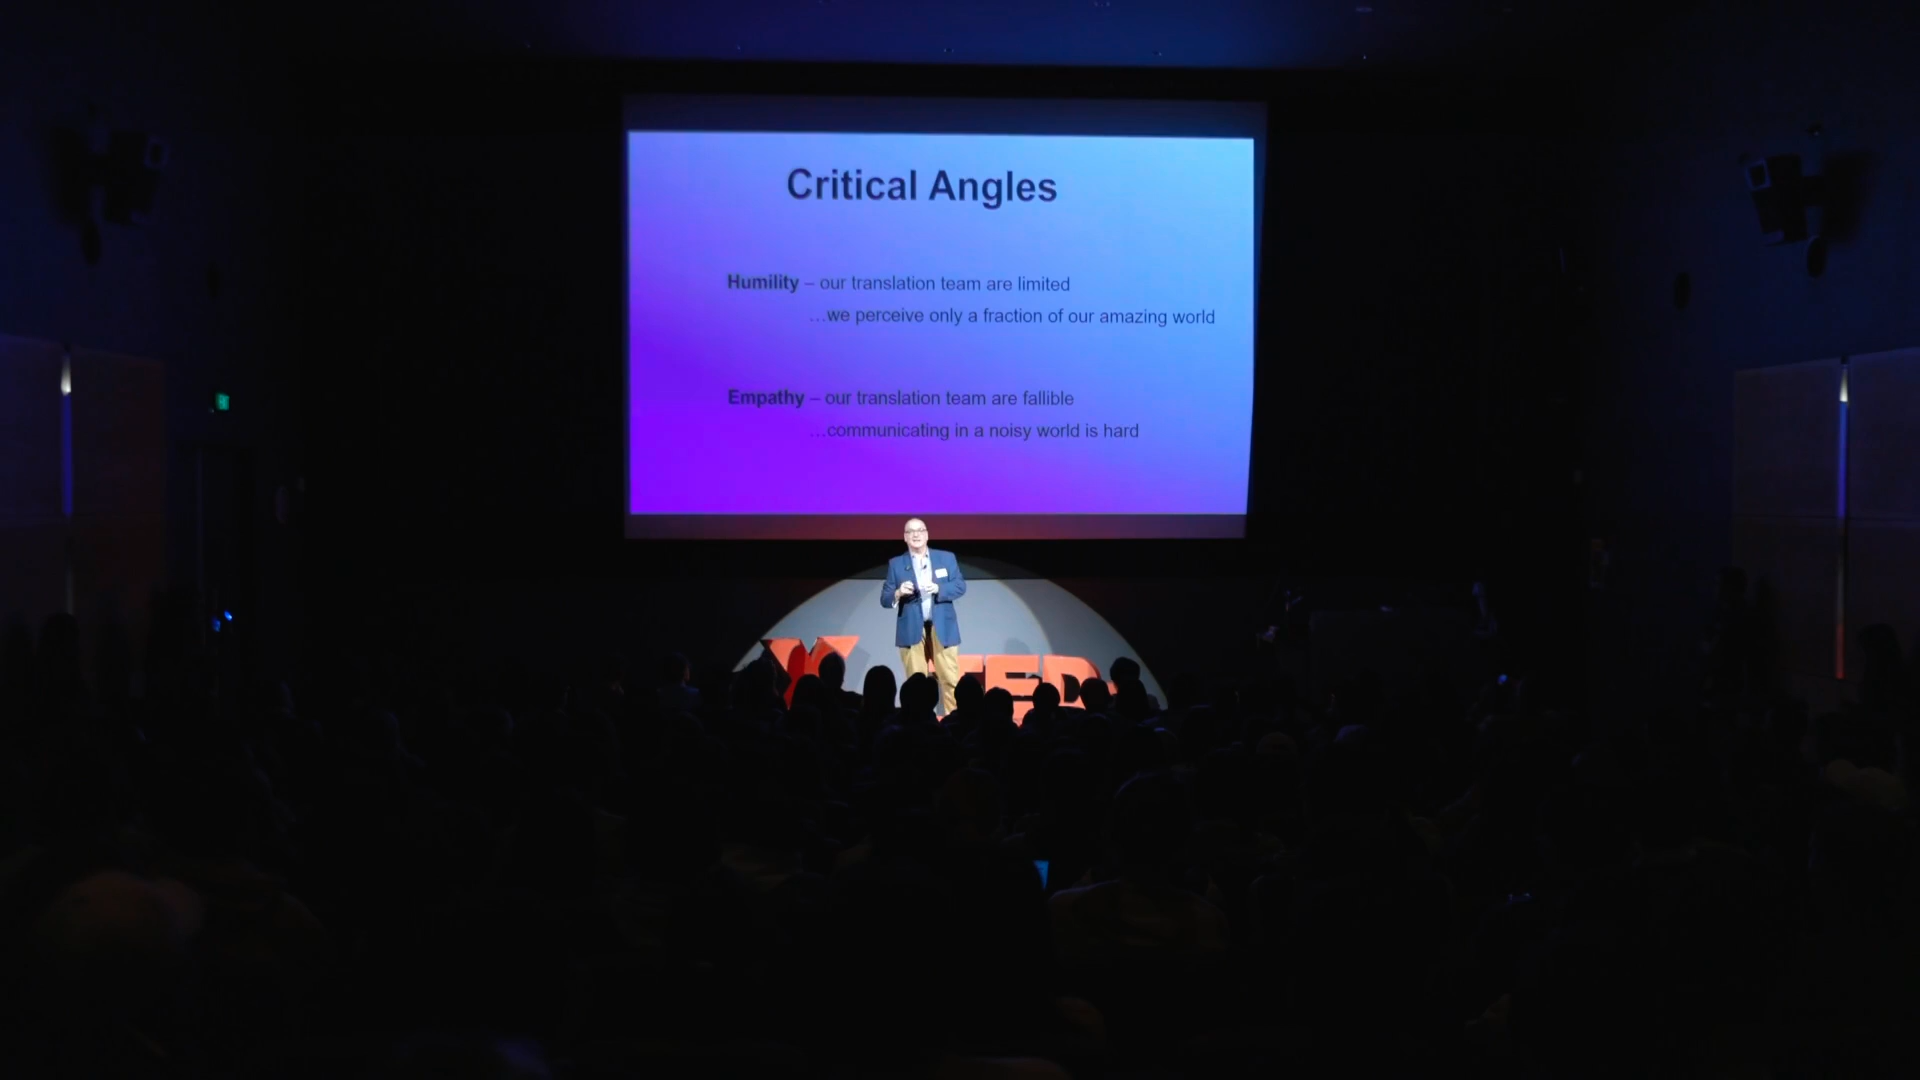 Critical Angles
Humility – our translation team are limited
…we perceive only a fraction of our amazing world
Empathy – our translation team are fallible
…communicating in a noisy world is hard
X TED